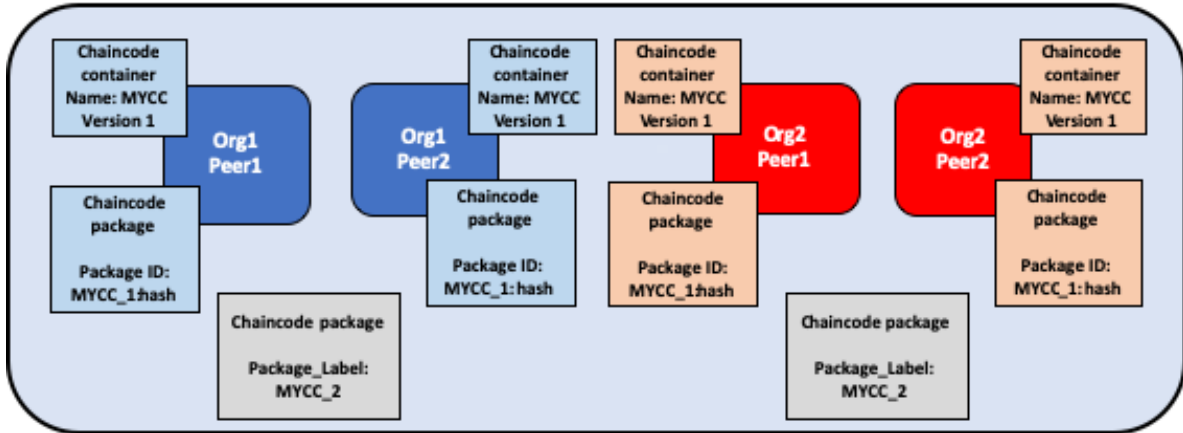 Chaincode
container
Name: MYCC
Version 1
Org1
Peer1
Chaincode
package
Package ID:
MYCC_1:hash
Chaincode
container
Name: MYCC
Version 1
Org1
Peer2
Chaincode
package
Package ID:
MYCC_1:hash
Chaincode package
Package_Label:
MYCC_2
Chaincode
container
Name: MYCC
Version 1
Org2
Peer1
Chaincode
package
Package ID:
MYCC_1:hash
Chaincode
container
Name: MYCC
Version 1
Org2
Peer2
Chaincode
package
Package ID:
MYCC_1:hash
Chaincode package
Package_Label:
MYCC_2